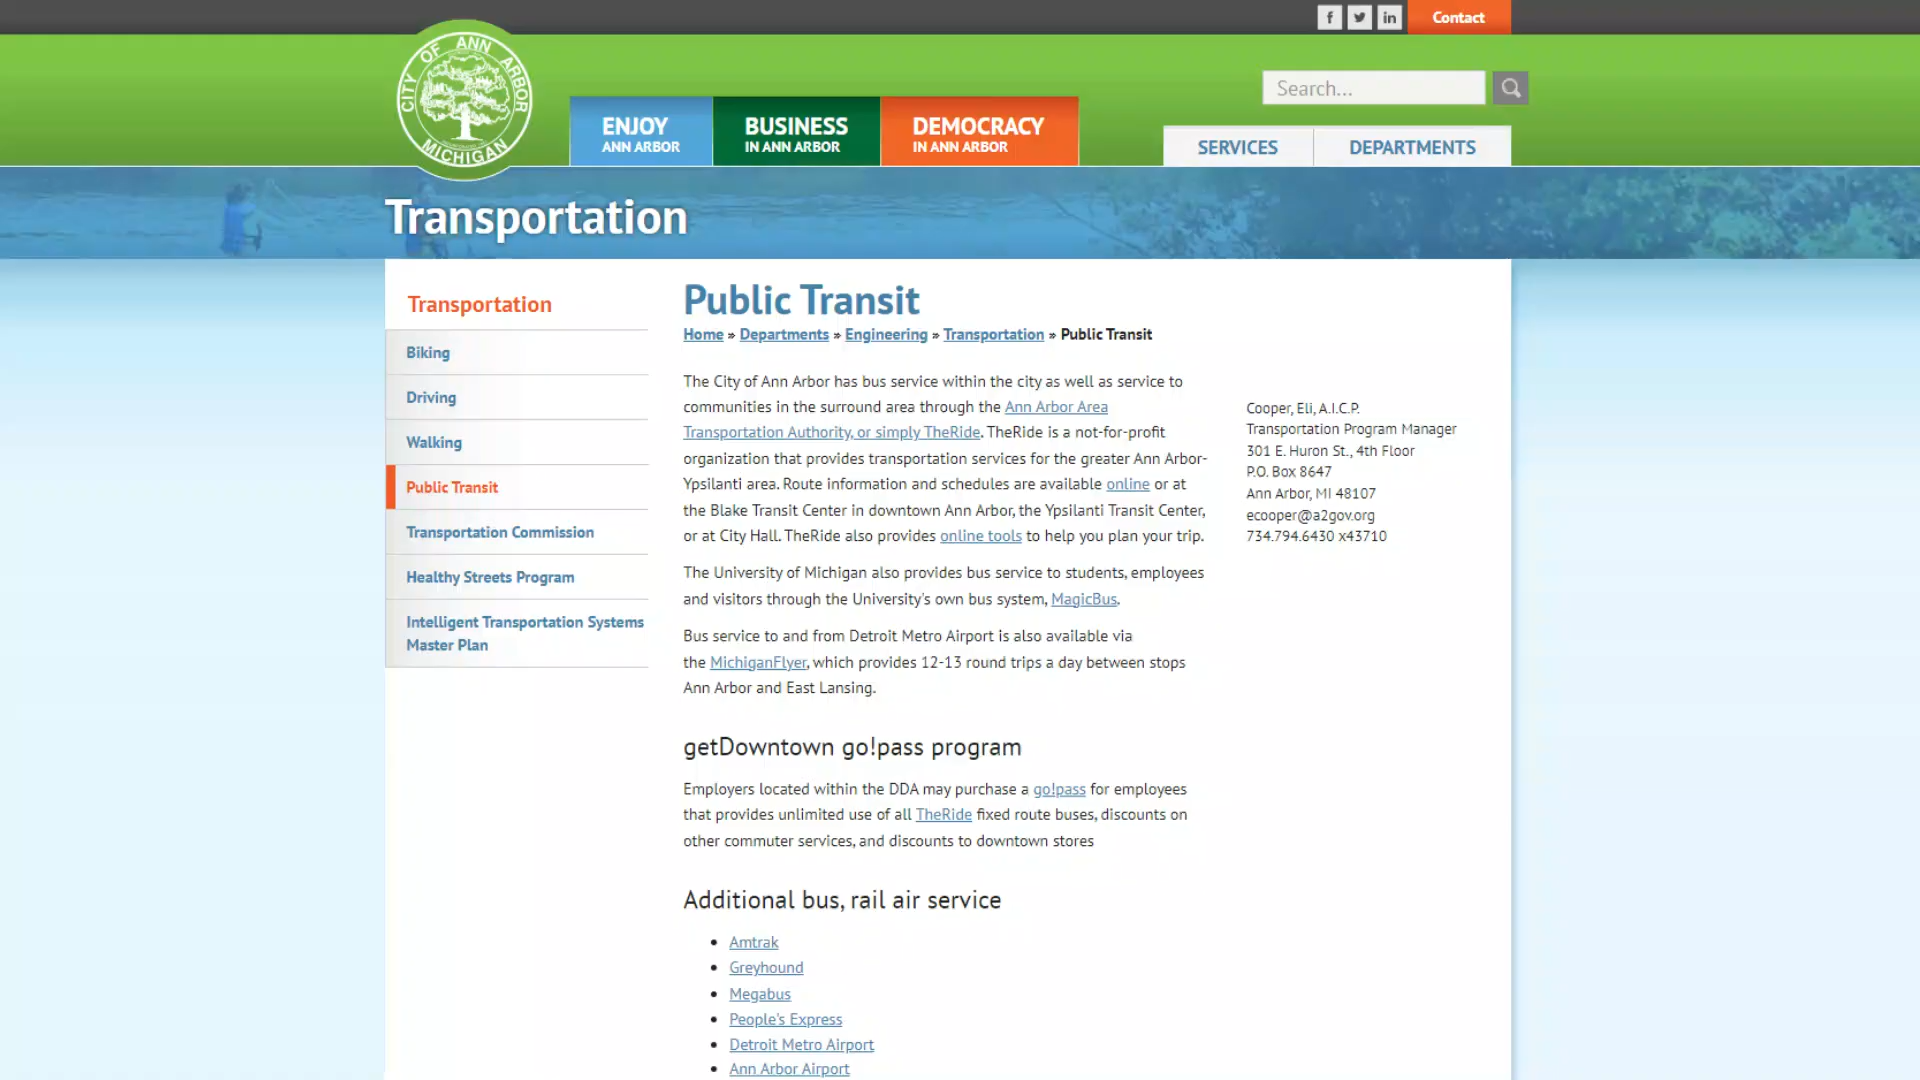 Contact
CITY OF ANN ARBOR
MICHIGAN
Search...
ENJOY
ANN ARBOR
BUSINESS
IN ANN ARBOR
DEMOCRACY
IN ANN ARBOR
SERVICES
DEPARTMENTS
Transportation
Transportation
Biking
Driving
Walking
Public Transit
Transportation Commission
Healthy Streets Program
Intelligent Transportation Systems
Master Plan
Public Transit
Home » Departments » Engineering » Transportation » Public Transit
The City of Ann Arbor has bus service within the city as well as service to
communities in the surround area through the Ann Arbor Area
Transportation Authority, or simply TheRide. TheRide is a not-for-profit
organization that provides transportation services for the greater Ann Arbor-
Ypsilanti area. Route information and schedules are available online or at
the Blake Transit Center in downtown Ann Arbor, the Ypsilanti Transit Center,
or at City Hall. TheRide also provides online tools to help you plan your trip.
The University of Michigan also provides bus service to students, employees
and visitors through the University's own bus system, MagicBus.
Bus service to and from Detroit Metro Airport is also available via
the MichiganFlyer, which provides 12-13 round trips a day between stops
Ann Arbor and East Lansing.
getDowntown go!pass program
Employers located within the DDA may purchase a go!pass for employees
that provides unlimited use of all TheRide fixed route buses, discounts on
other commuter services, and discounts to downtown stores
Additional bus, rail air service
• Amtrak
• Greyhound
• Megabus
• People's Express
• Detroit Metro Airport
• Ann Arbor Airport
Cooper, Eli, A.I.C.P.
Transportation Program Manager
301 E. Huron St., 4th Floor
P.O. Box 8647
Ann Arbor, MI 48107
ecooper@a2gov.org
734.794.6430 x43710